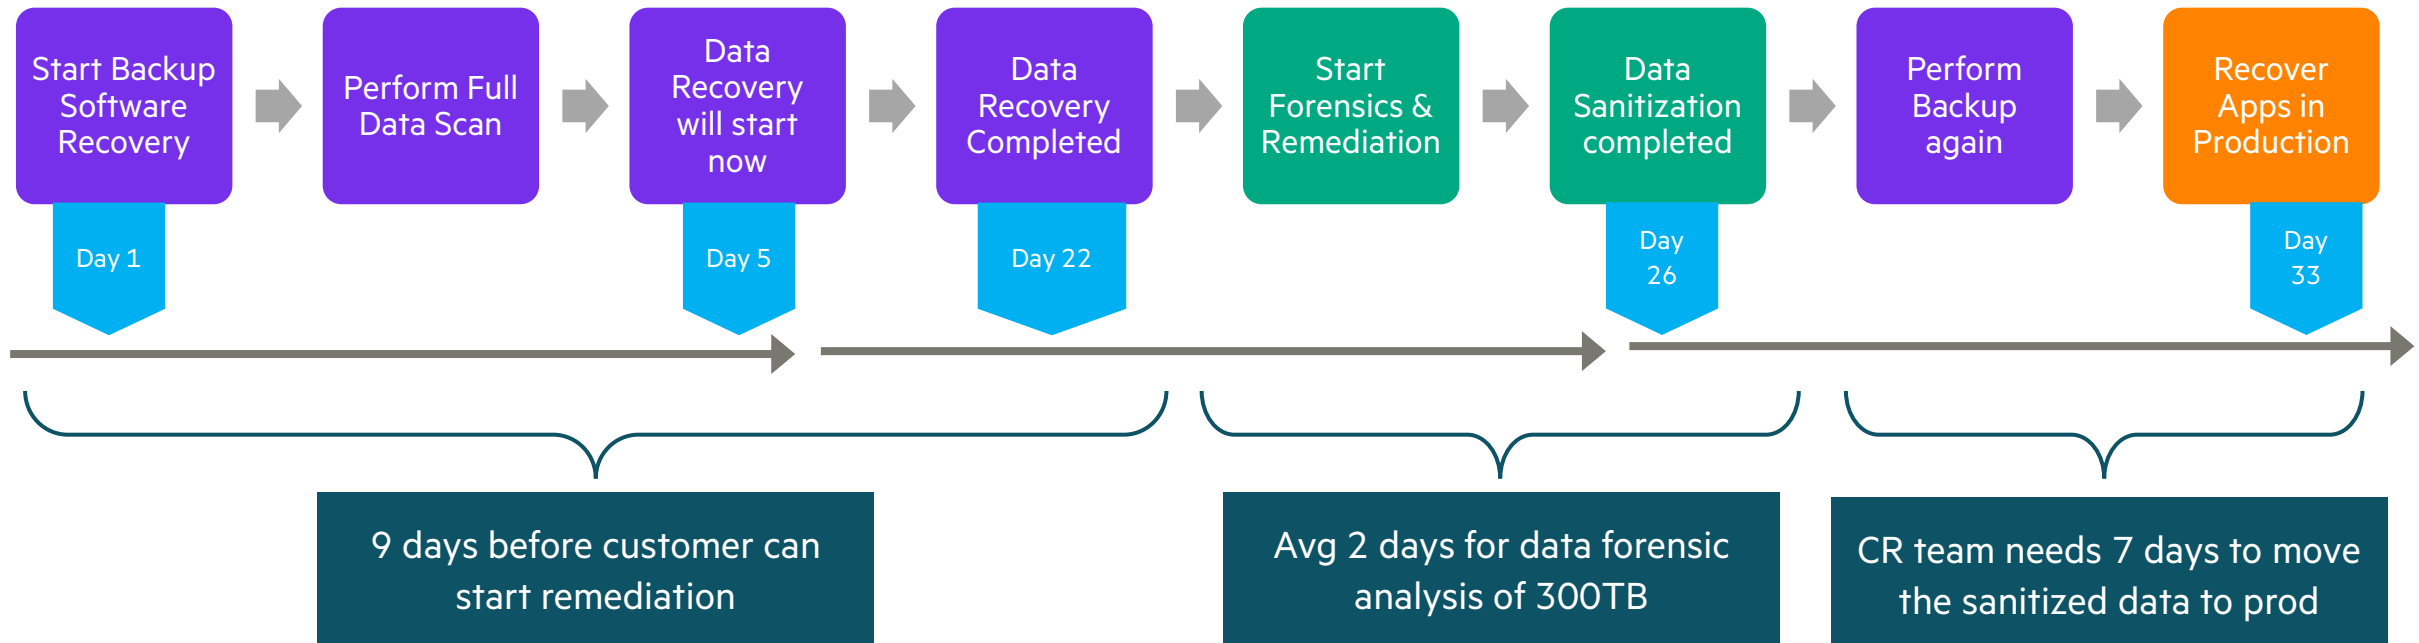 Start Backup
Software
Recovery
Perform Full
Data Scan
Data
Recovery
will start
now
Data
Recovery
Completed
Start
Forensics &
Remediation
Data
Sanitization
completed
Perform
Backup
again
Recover
Apps in
Production
Day 1
Day 5
Day 22
Day
26
Day
33
9 days before customer can
start remediation
Avg 2 days for data forensic
analysis of 300TB
CR team needs 7 days to move
the sanitized data to prod